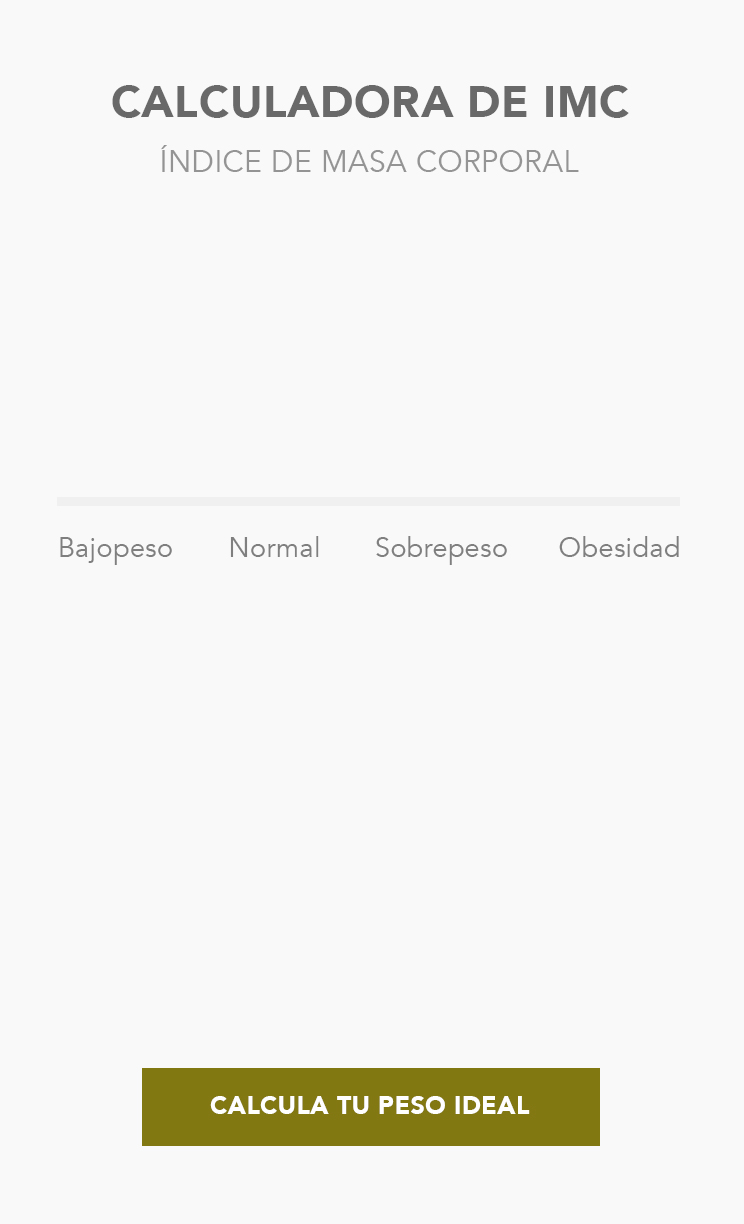 CALCULADORA DE IMC
ÍNDICE DE MASA CORPORAL
Bajopeso Normal Sobrepeso Obesidad
CALCULA TU PESO IDEAL